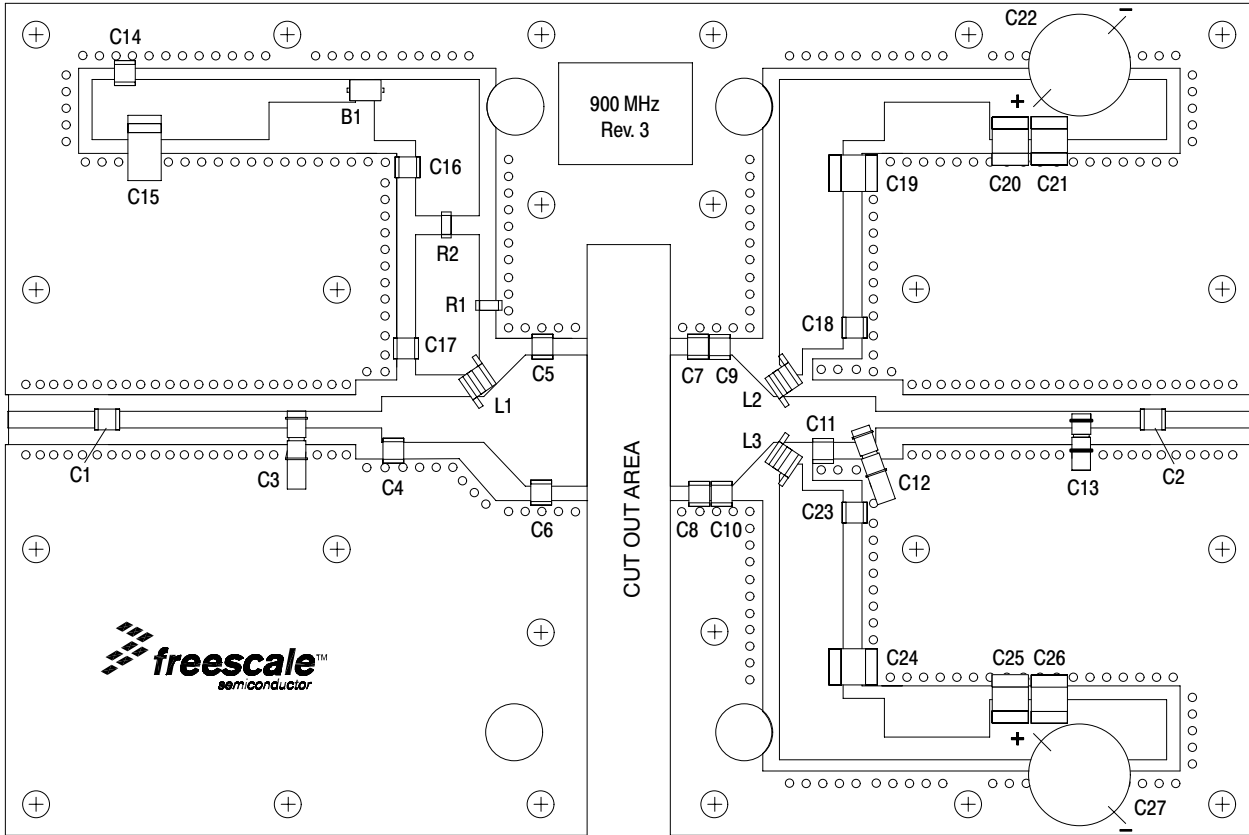 C14
C22
−
B1
900 MHz
Rev. 3
+
C15
C16
C19
C20
C21
R2
R1
C18
C17
C5
C7
C9
L1
L2
C1
C3
C4
L3
C11
C12
C13
C2
C6
C8
C10
C23
CUT OUT AREA
freescale™
semiconductor
C24
C25
C26
+
C27
−